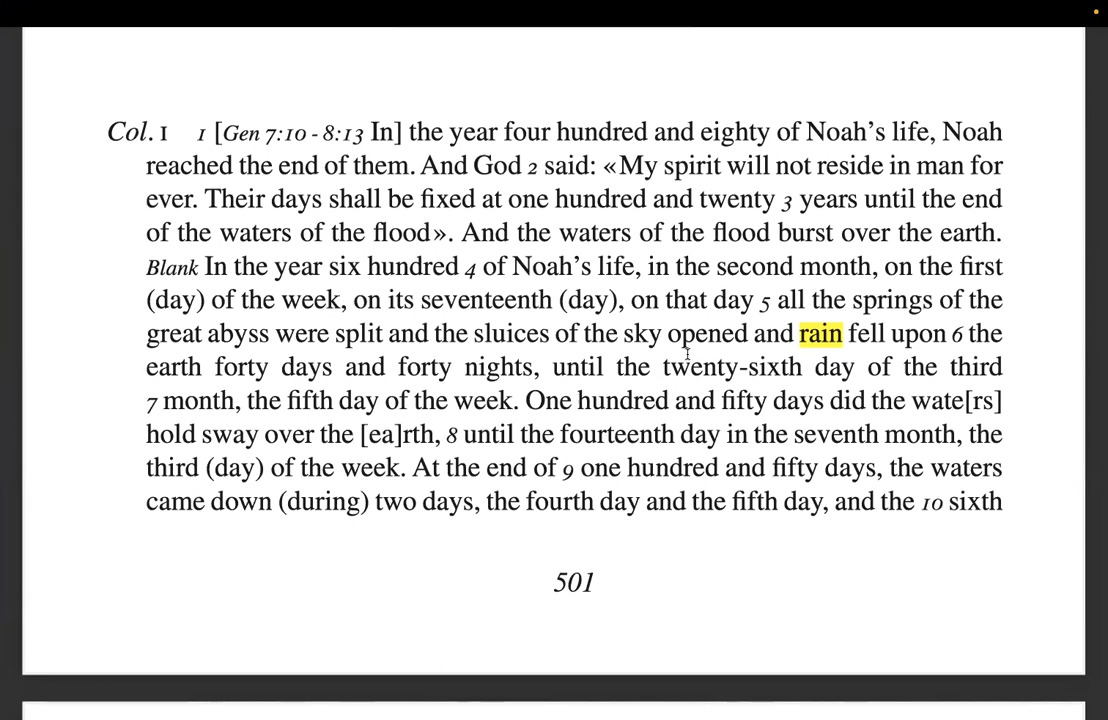 Col. I 1 [Gen 7:10 - 8:13 In] the year four hundred and eighty of Noah’s life, Noah
reached the end of them. And God 2 said: «My spirit will not reside in man for
ever. Their days shall be fixed at one hundred and twenty 3 years until the end
of the waters of the flood». And the waters of the flood burst over the earth.
Blank In the year six hundred 4 of Noah’s life, in the second month, on the first
(day) of the week, on its seventeenth (day), on that day 5 all the springs of the
great abyss were split and the sluices of the sky opened and rain fell upon 6 the
earth forty days and forty nights, until the twenty-sixth day of the third
7 month, the fifth day of the week. One hundred and fifty days did the wate[rs]
hold sway over the [ea]rth, 8 until the fourteenth day in the seventh month, the
third (day) of the week. At the end of 9 one hundred and fifty days, the waters
came down (during) two days, the fourth day and the fifth day, and the 10 sixth
501